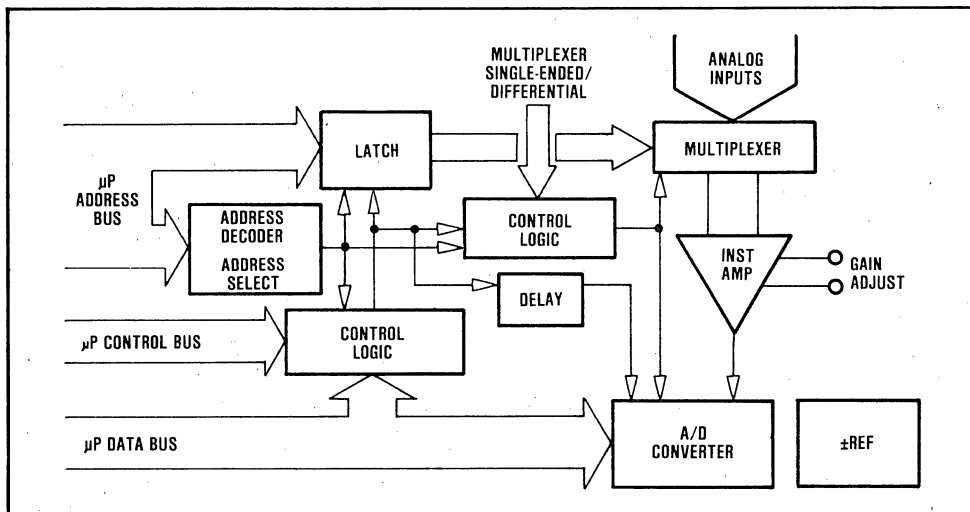 MULTIPLEXER
SINGLE-ENDED/
DIFFERENTIAL
ANALOG
INPUTS
LATCH
MULTIPLEXER
µP
ADDRESS
BUS
ADDRESS
DECODER
ADDRESS
SELECT
CONTROL
LOGIC
INST
AMP
GAIN
ADJUST
DELAY
µP CONTROL BUS
CONTROL
LOGIC
µP DATA BUS
A/D
CONVERTER
±REF